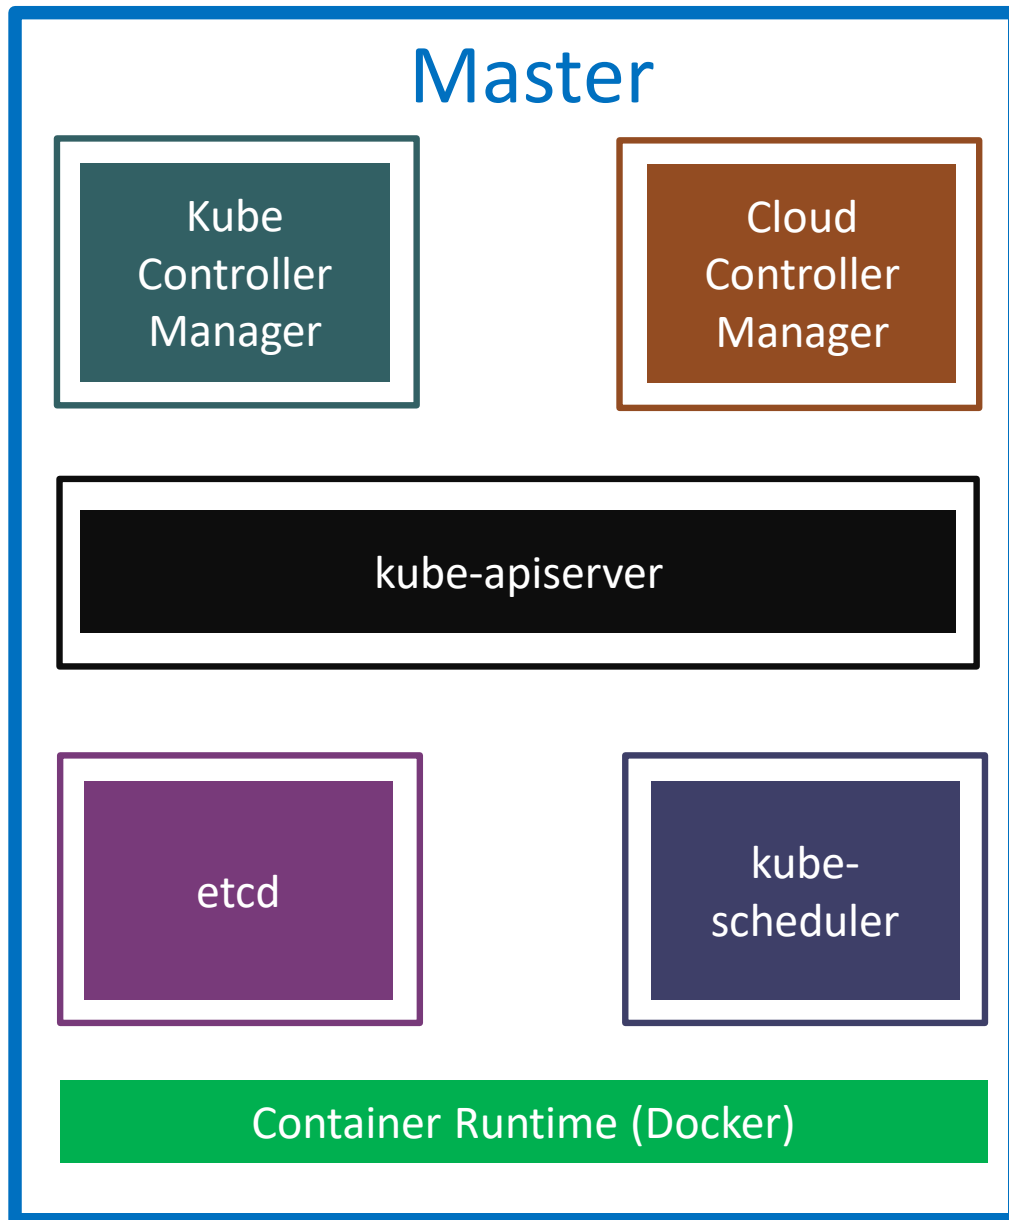 Master
Kube
Controller
Manager
Cloud
Controller
Manager
kube-apiserver
etcd
kube-
scheduler
Container Runtime (Docker)